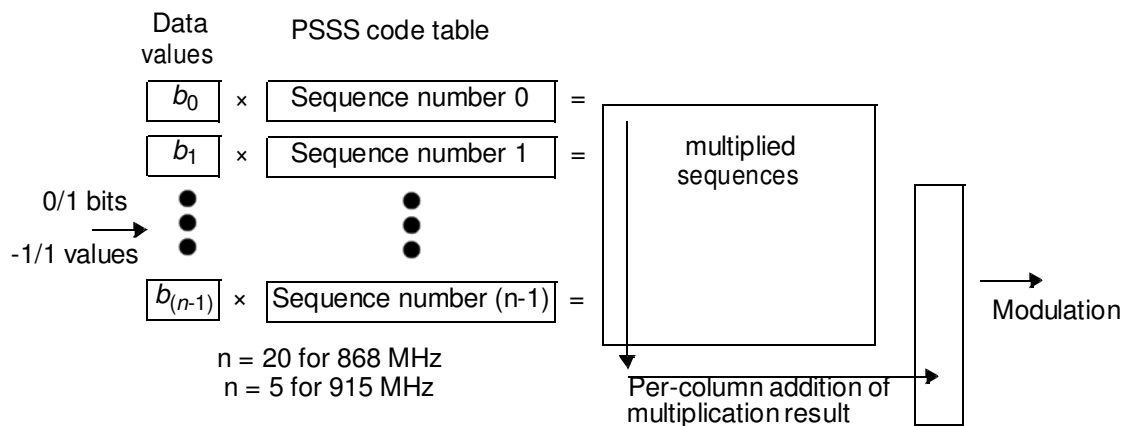 Data
values
PSSS code table
b0 × Sequence number 0 =
b1 × Sequence number 1 =
multiplied
sequences
0/1 bits
-1/1 values
b(n-1) × Sequence number (n-1) =
Modulation
n = 20 for 868 MHz
n = 5 for 915 MHz
Per-column addition of
multiplication result